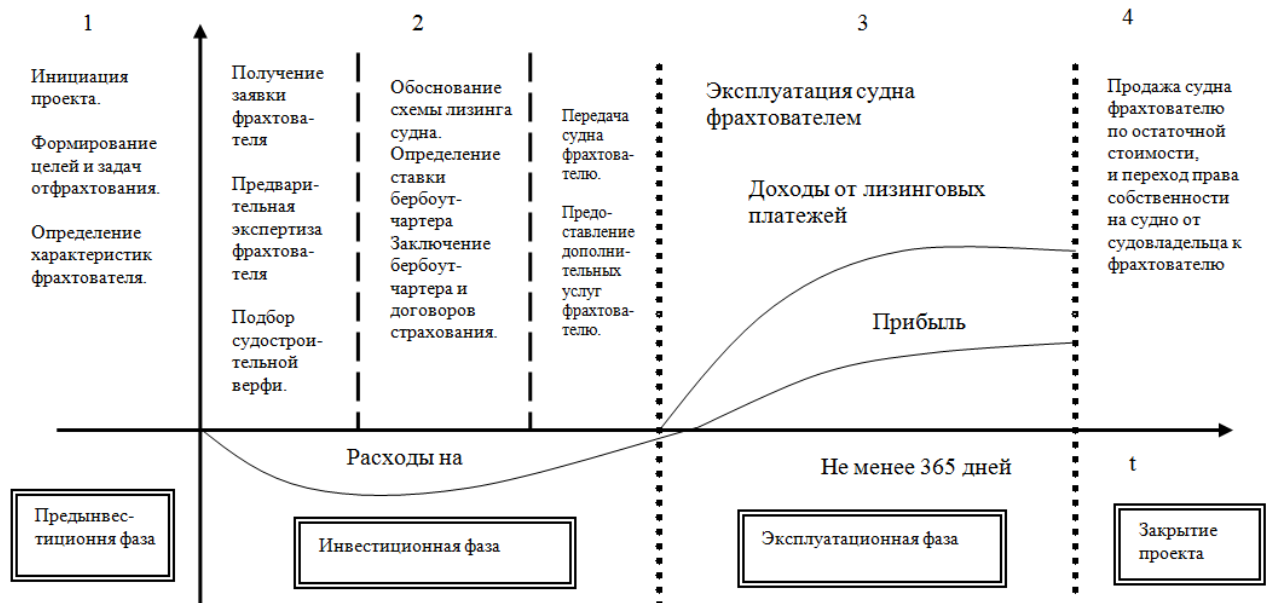 1
2
3
4
Инициация
проекта.
Формирование
целей и задач
отфрахтования.
Определение
характеристик
фрахтователя.
Получение
заявки
фрахтова-
теля
Предвари-
тельная
экспертиза
фрахтова-
теля
Подбор
судострои-
тельной
верфи.
Обоснование
схемы лизинга
судна.
Определение
ставки
бербоут-
чартера
Заключение
бербоут-
чартера и
договоров
страхования.
Передача
судна
фрахтова-
телю.
Предо-
ставление
дополни-
тельных
услуг
фрахтова-
телю.
Эксплуатация судна
фрахтователем
Доходы от лизинговых
платежей
Прибыль
Продажа судна
фрахтователю
по остаточной
стоимости,
и переход права
собственности
на судно от
судовладельца к
фрахтователю
Расходы на
Не менее 365 дней
t
Предынвес-
тиционня фаза
Инвестиционная фаза
Эксплуатационная фаза
Закрытие
проекта